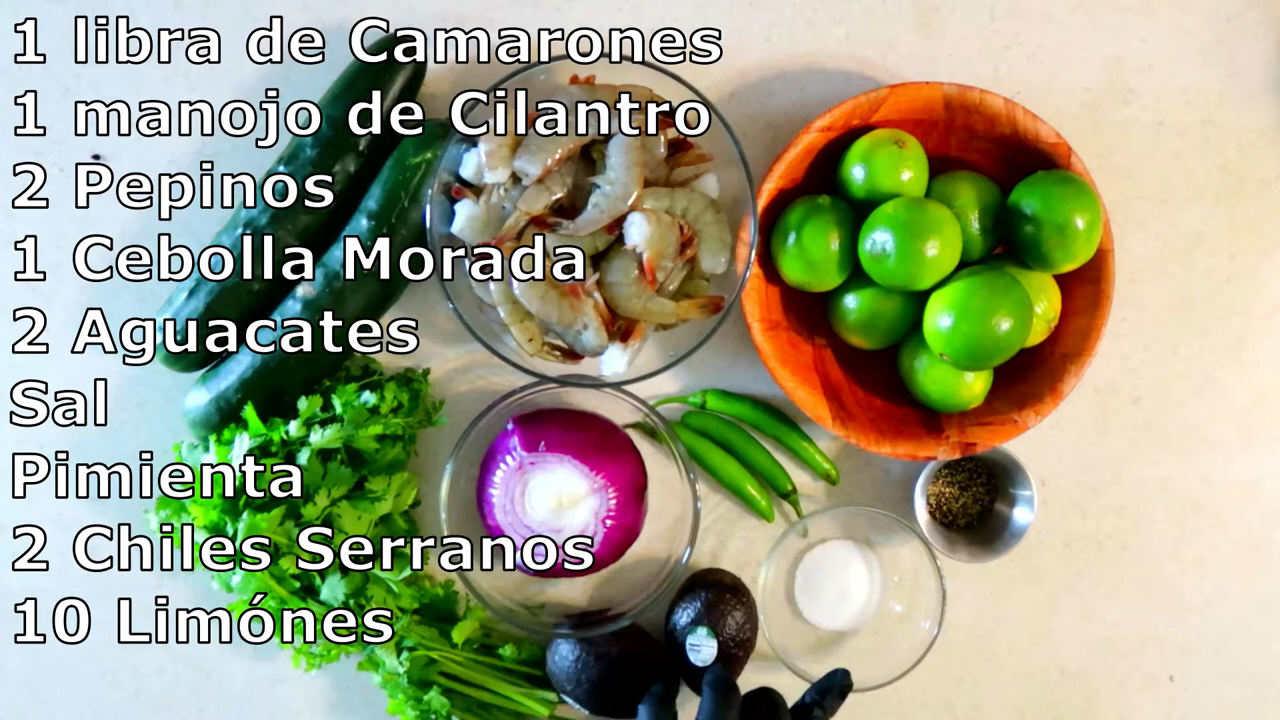 1 libra de Camarones
1 manojo de Cilantro
2 Pepinos
1 Cebolla Morada
2 Aguacates
Sal
Pimienta
2 Chiles Serranos
10 Limónes